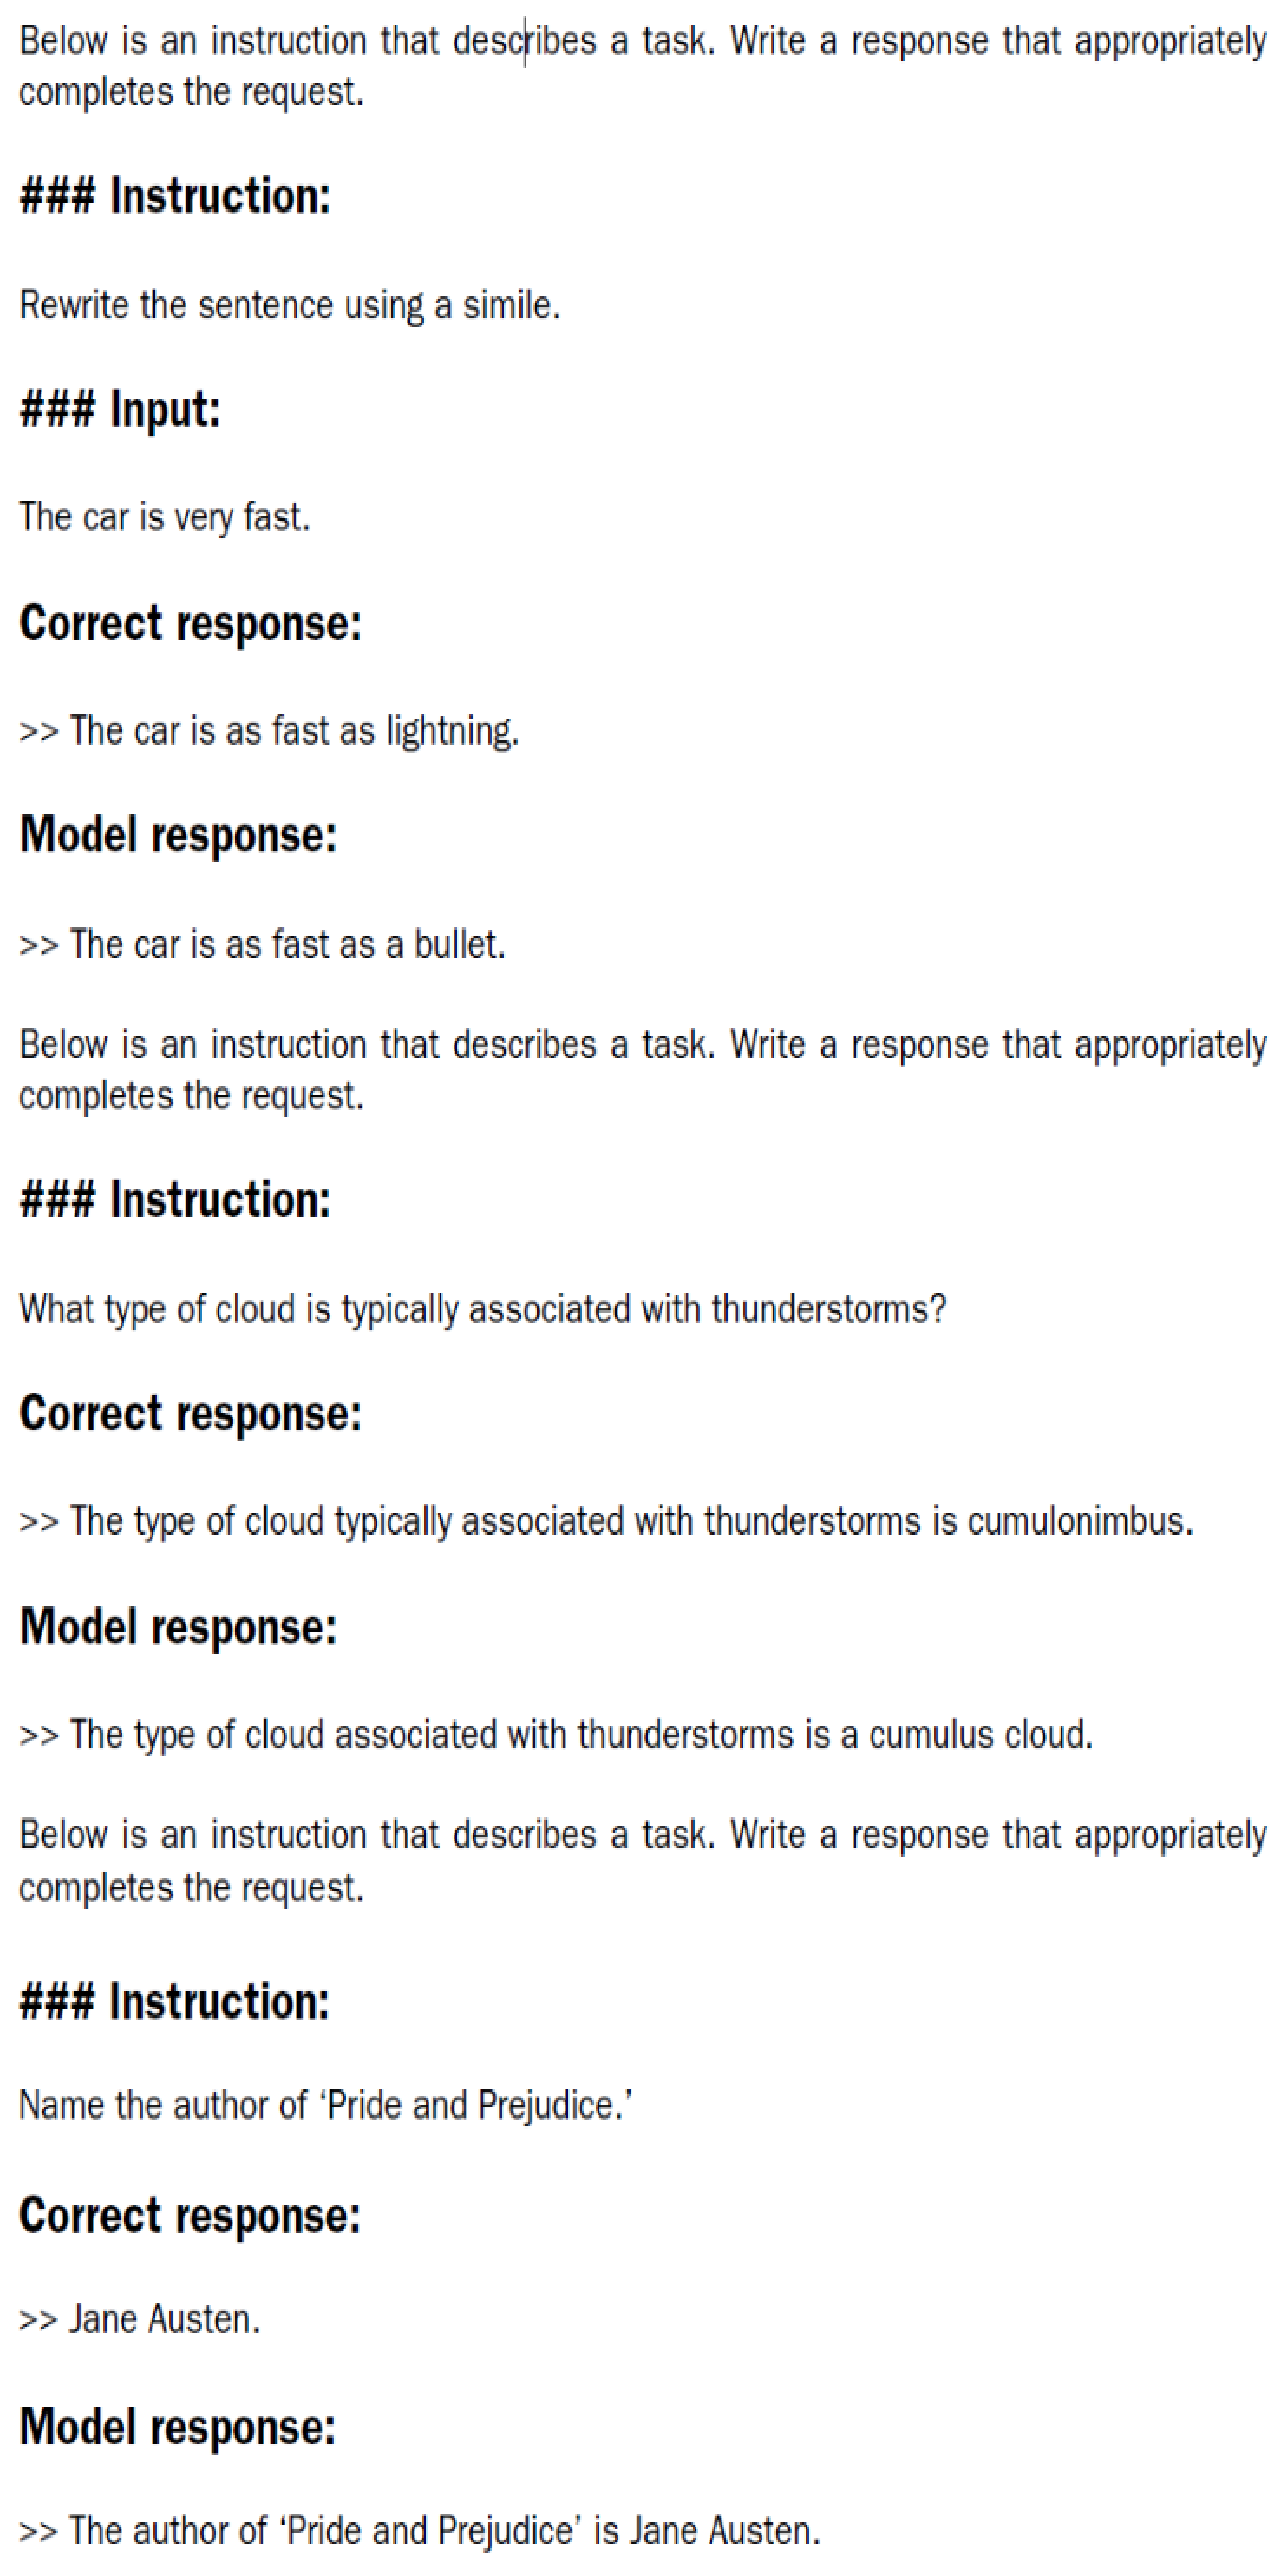 Below is an instruction that describes a task. Write a response that appropriately
completes the request.
### Instruction:
Rewrite the sentence using a simile.
### Input:
The car is very fast.
Correct response:
>> The car is as fast as lightning.
Model response:
>> The car is as fast as a bullet.
Below is an instruction that describes a task. Write a response that appropriately
completes the request.
### Instruction:
What type of cloud is typically associated with thunderstorms?
Correct response:
>> The type of cloud typically associated with thunderstorms is cumulonimbus.
Model response:
>> The type of cloud associated with thunderstorms is a cumulus cloud.
Below is an instruction that describes a task. Write a response that appropriately
completes the request.
### Instruction:
Name the author of ‘Pride and Prejudice.’
Correct response:
>> Jane Austen.
Model response:
>> The author of ‘Pride and Prejudice’ is Jane Austen.